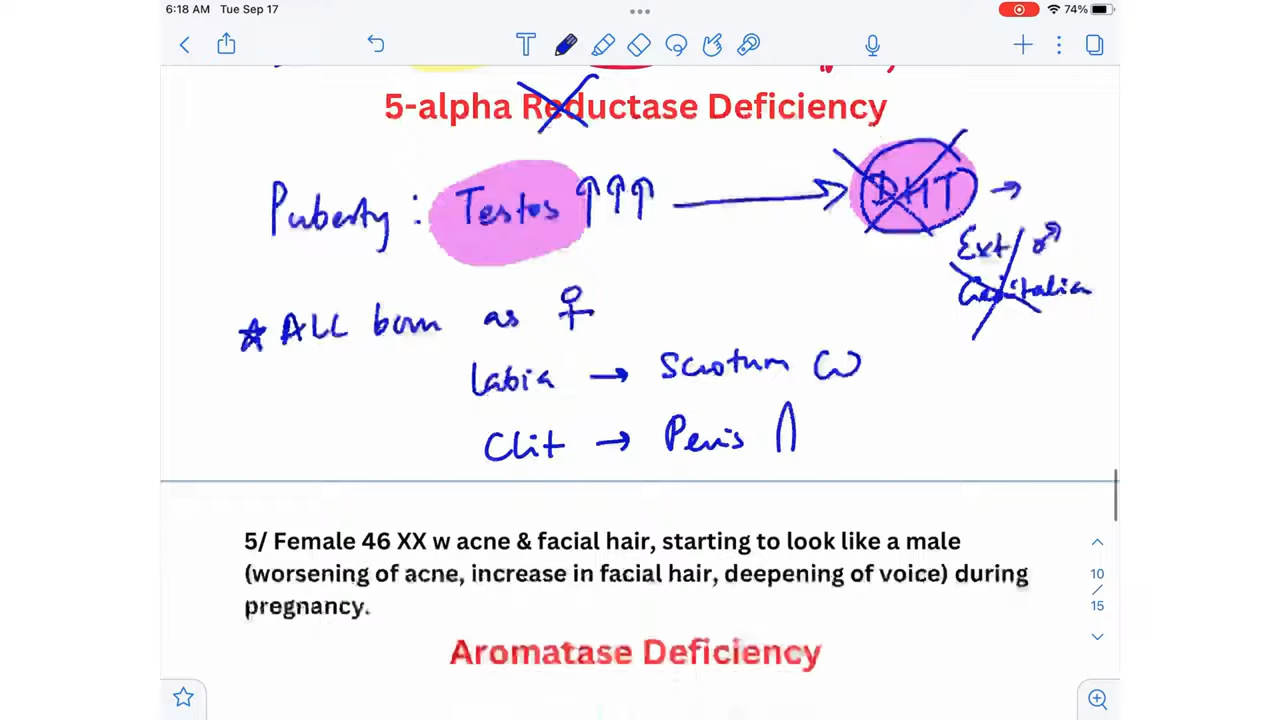 6:18 AM Tue Sep 17
74%
5-alpha Reductase Deficiency
Puberty : Testos ↑↑↑ → DHT →
Ext ♂
Genitalia
ALL born as ♀
Labia → Scrotum
Clit → Penis
5/ Female 46 XX w acne & facial hair, starting to look like a male
(worsening of acne, increase in facial hair, deepening of voice) during
pregnancy.
10
/
15
Aromatase Deficiency